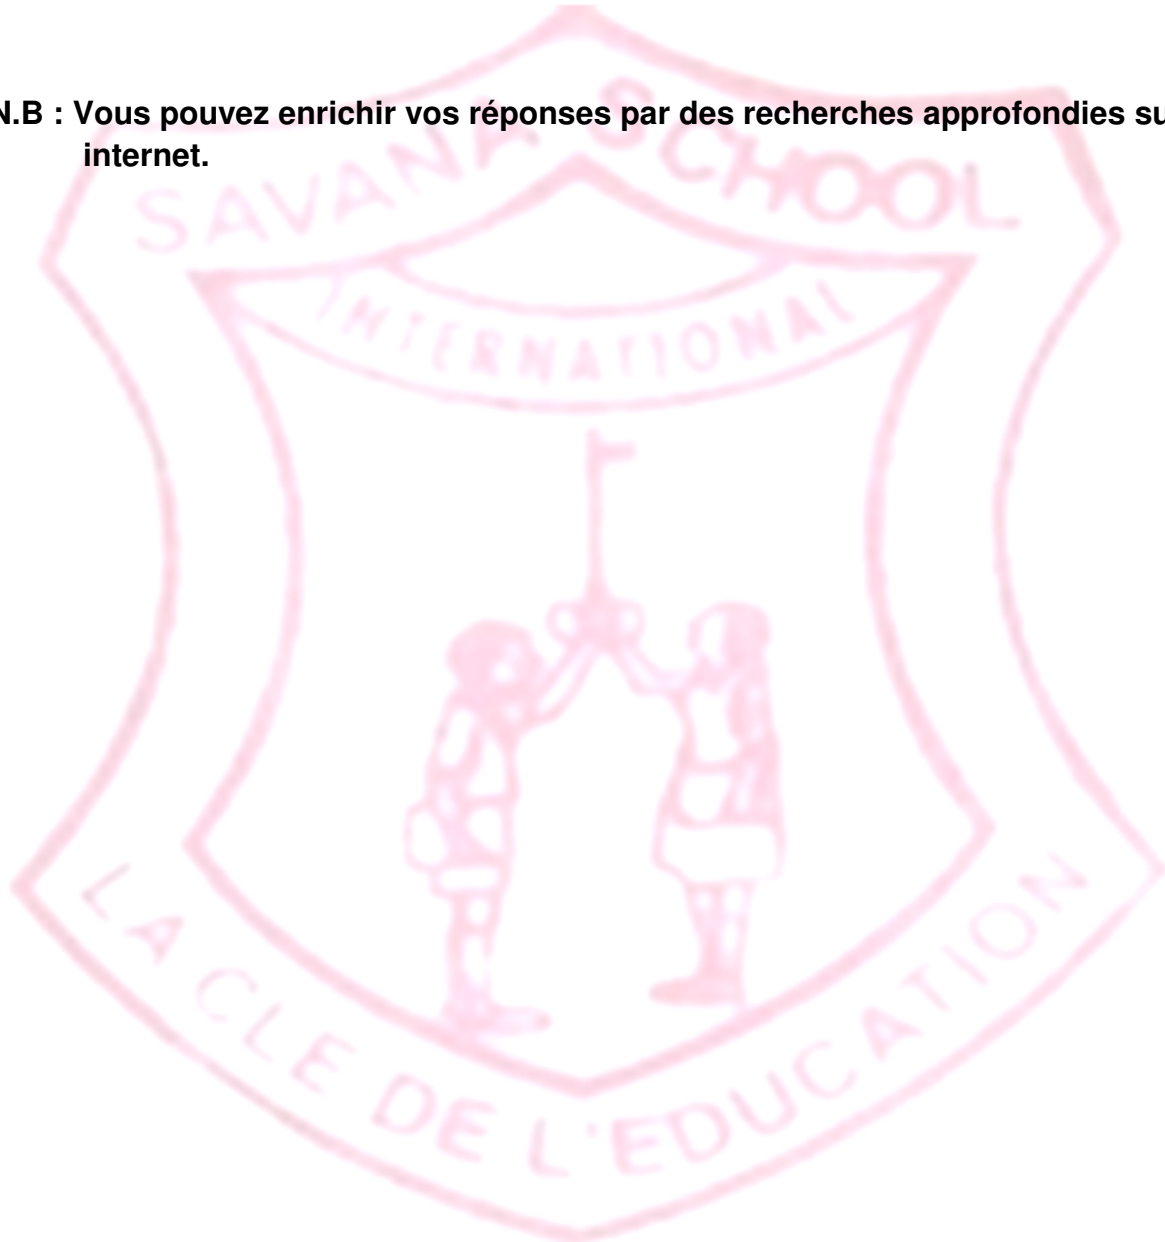 N.B : Vous pouvez enrichir vos réponses par des recherches approfondies su
internet.
SAVANA SCHOOL
INTERNATIONAL
LA CLE DE L'EDUCATION